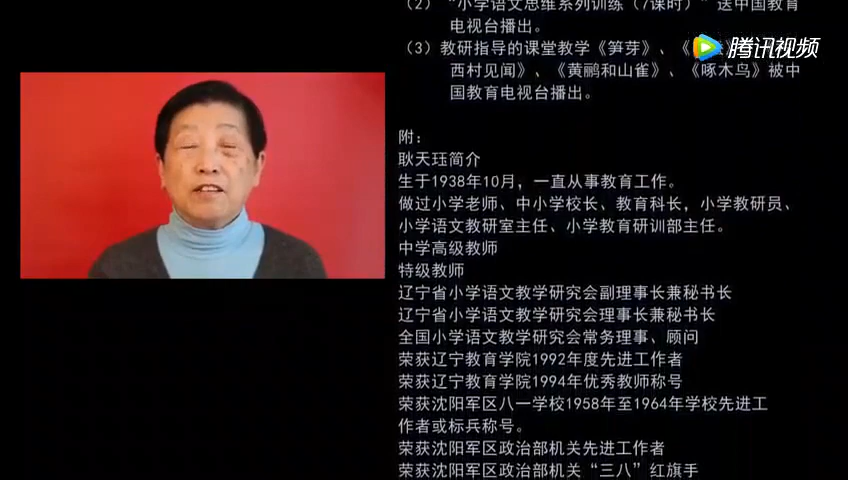 （2）“小学语文思维系列训练（7课时）”送中国教育
电视台播出。
（3）教研指导的课堂教学《笋芽》、《
腾讯视频
西村见闻》、《黄鹂和山雀》、《啄木鸟》被中
国教育电视台播出。
附：
耿天珏简介
生于1938年10月，一直从事教育工作。
做过小学老师、中小学校长、教育科长，小学教研员、
小学语文教研室主任、小学教育研训部主任。
中学高级教师
特级教师
辽宁省小学语文教学研究会副理事长兼秘书长
辽宁省小学语文教学研究会理事长兼秘书长
全国小学语文教学研究会常务理事、顾问
荣获辽宁教育学院1992年度先进工作者
荣获辽宁教育学院1994年优秀教师称号
荣获沈阳军区八一学校1958年至1964年学校先进工
作者或标兵称号。
荣获沈阳军区政治部机关先进工作者
荣获沈阳军区政治部机关“三八”红旗手